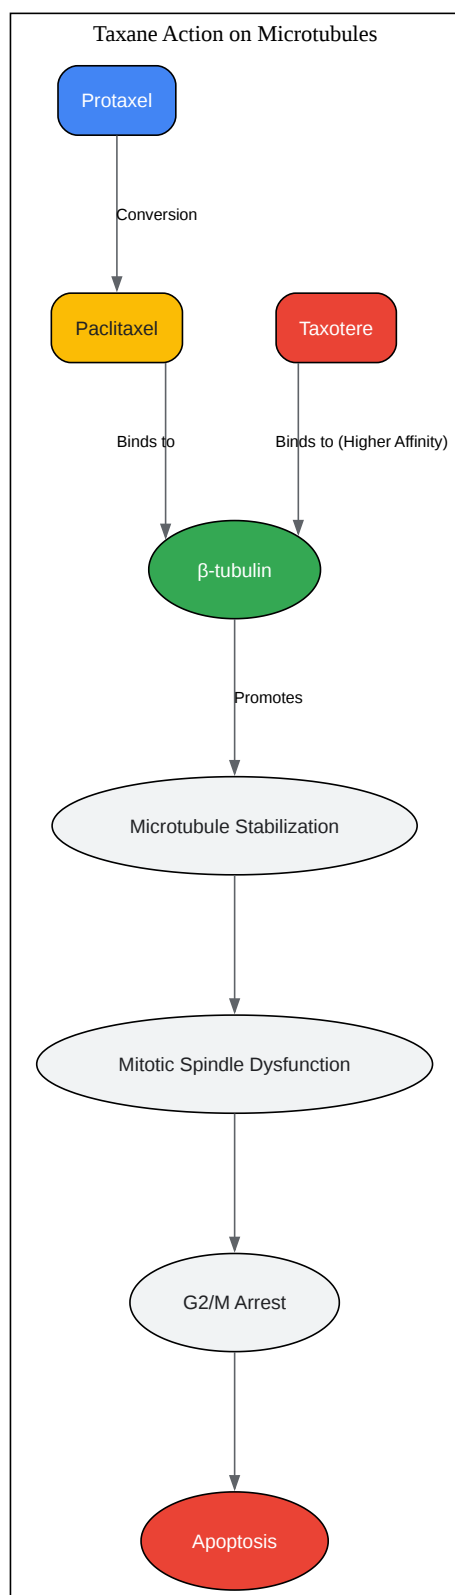 Taxane Action on Microtubules
Protaxel
Conversion
Paclitaxel
Taxotere
Binds to
Binds to (Higher Affinity)
β-tubulin
Promotes
Microtubule Stabilization
Mitotic Spindle Dysfunction
G2/M Arrest
Apoptosis